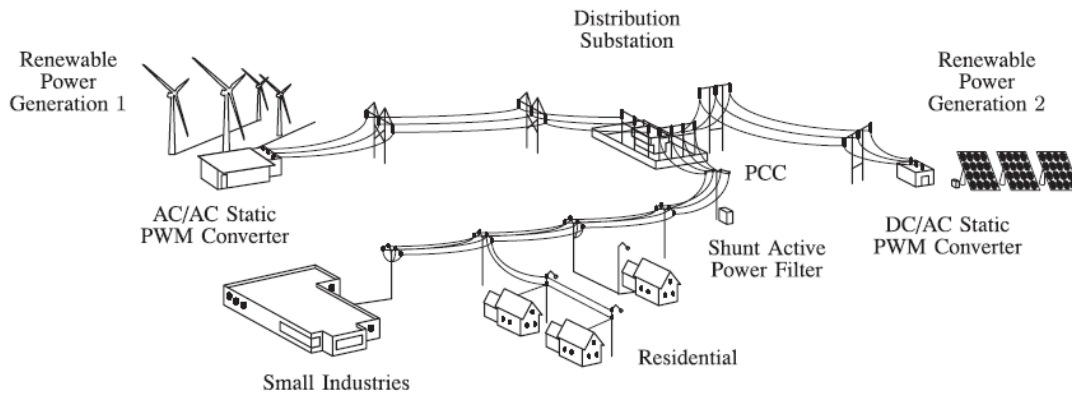 Distribution
Substation
Renewable
Power
Generation 1
Renewable
Power
Generation 2
PCC
AC/AC Static
PWM Converter
Shunt Active
Power Filter
DC/AC Static
PWM Converter
Residential
Small Industries